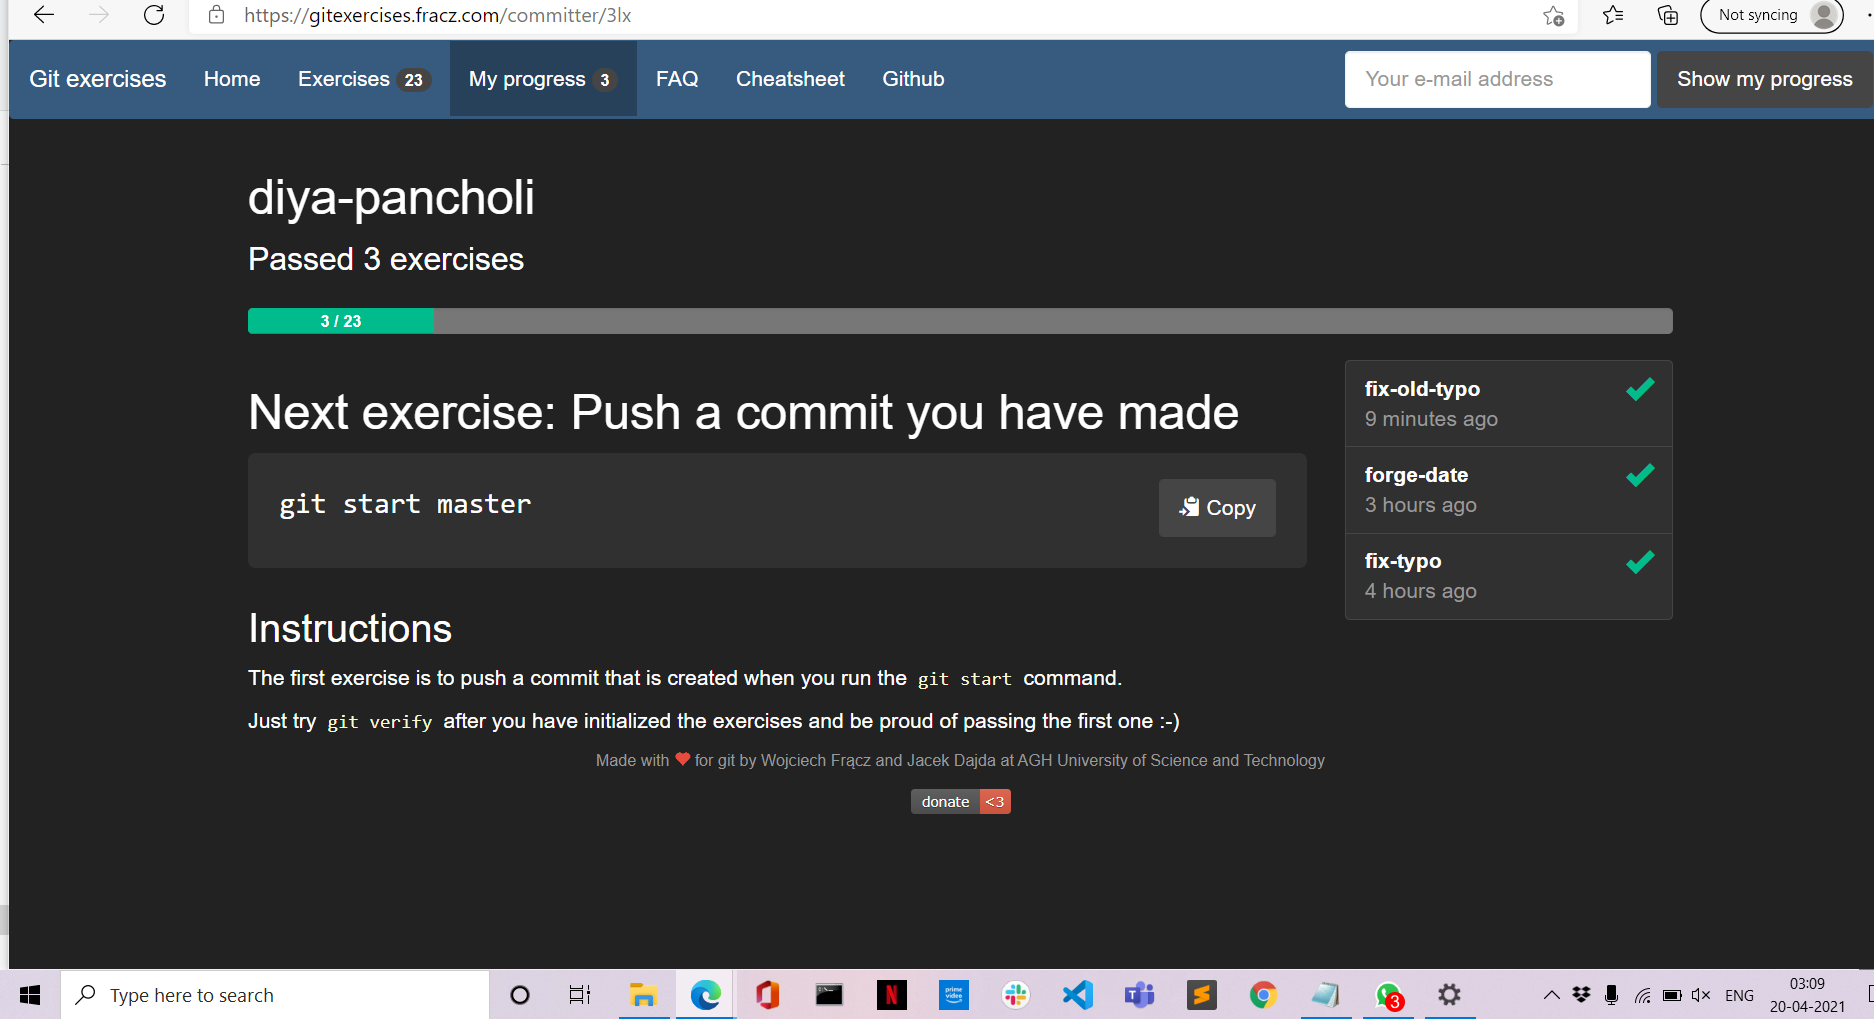 https://gitexercises.fracz.com/committer/3lx
Not syncing
Git exercises Home Exercises 23 My progress 3 FAQ Cheatsheet Github Your e-mail address Show my progress
diya-pancholi
Passed 3 exercises
3 / 23
Next exercise: Push a commit you have made
git start master
Copy
fix-old-typo
9 minutes ago
forge-date
3 hours ago
fix-typo
4 hours ago
Instructions
The first exercise is to push a commit that is created when you run the git start command.
Just try git verify after you have initialized the exercises and be proud of passing the first one :-)
Made with ❤ for git by Wojciech Frącz and Jacek Dajda at AGH University of Science and Technology
donate <3
Type here to search
N
prime video
3
ENG
03:09
20-04-2021